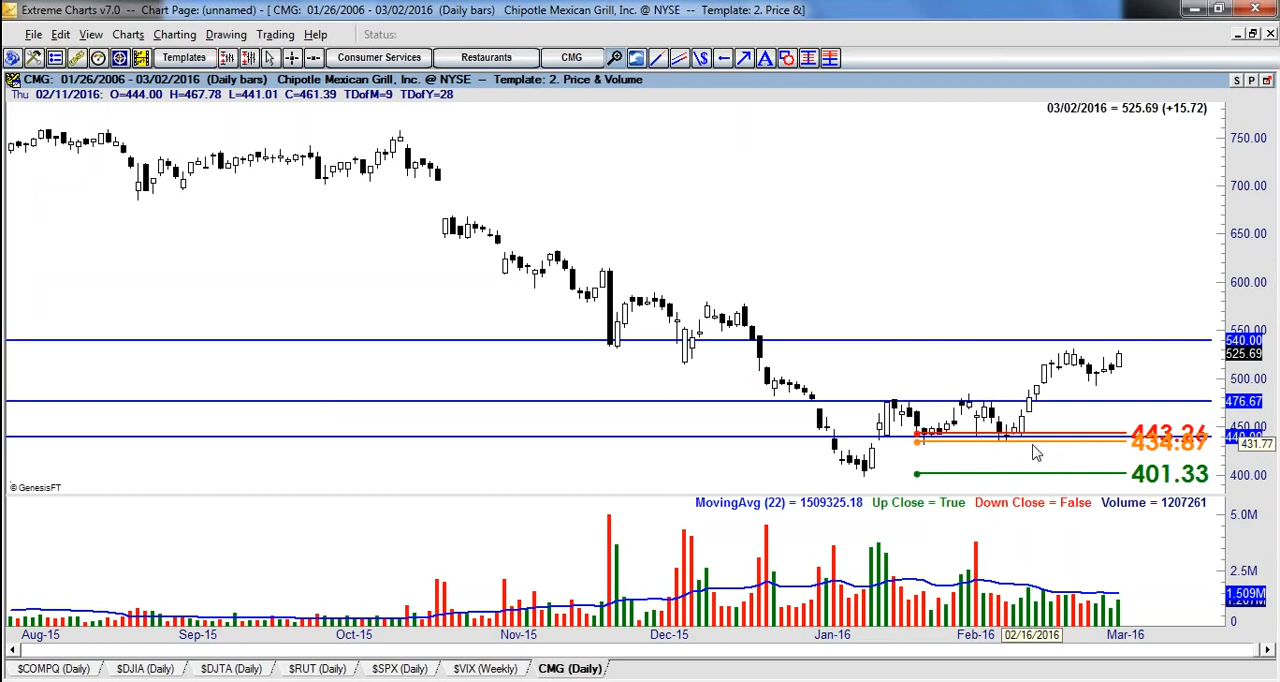 Extreme Charts v7.0 -- Chart Page: (unnamed) - [ CMG: 01/26/2006 - 03/02/2016 (Daily bars) Chipotle Mexican Grill, Inc. @ NYSE -- Template: 2. Price &]
File Edit View Charts Charting Drawing Trading Help Status:
Templates Consumer Services Restaurants CMG
CMG: 01/26/2006 - 03/02/2016 (Daily bars) Chipotle Mexican Grill, Inc. @ NYSE -- Template: 2. Price & Volume S P
Thu 02/11/2016: O=444.00 H=467.78 L=441.01 C=461.39 TDofM=9 TDofY=28
03/02/2016 = 525.69 (+15.72)
750.00
700.00
650.00
600.00
550.00
540.00
525.69
500.00
476.67
450.00
443.26
434.87
431.77
401.33
400.00
© GenesisFT
MovingAvg (22) = 1509325.18 Up Close = True Down Close = False Volume = 1207261
5.0M
2.5M
1.509M
0
Aug-15 Sep-15 Oct-15 Nov-15 Dec-15 Jan-16 Feb-16 02/16/2016 Mar-16
$COMPQ (Daily) $DJIA (Daily) $DJTA (Daily) $RUT (Daily) $SPX (Daily) $VIX (Weekly) CMG (Daily)